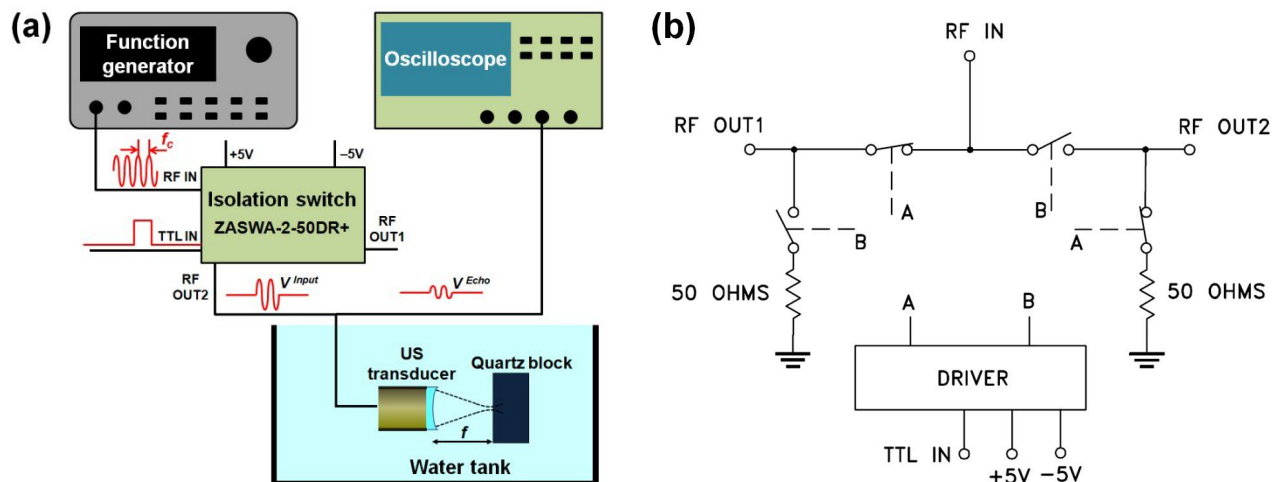 (a)
Function
generator
Oscilloscope
fc
+5V
–5V
RF IN
Isolation switch
ZASWA-2-50DR+
TTL IN
RF
OUT1
RF
OUT2
V Input
V Echo
US
transducer
Quartz block
f
Water tank
(b)
RF IN
RF OUT1
RF OUT2
A
B
B
A
50 OHMS
50 OHMS
A
B
DRIVER
TTL IN
+5V
–5V